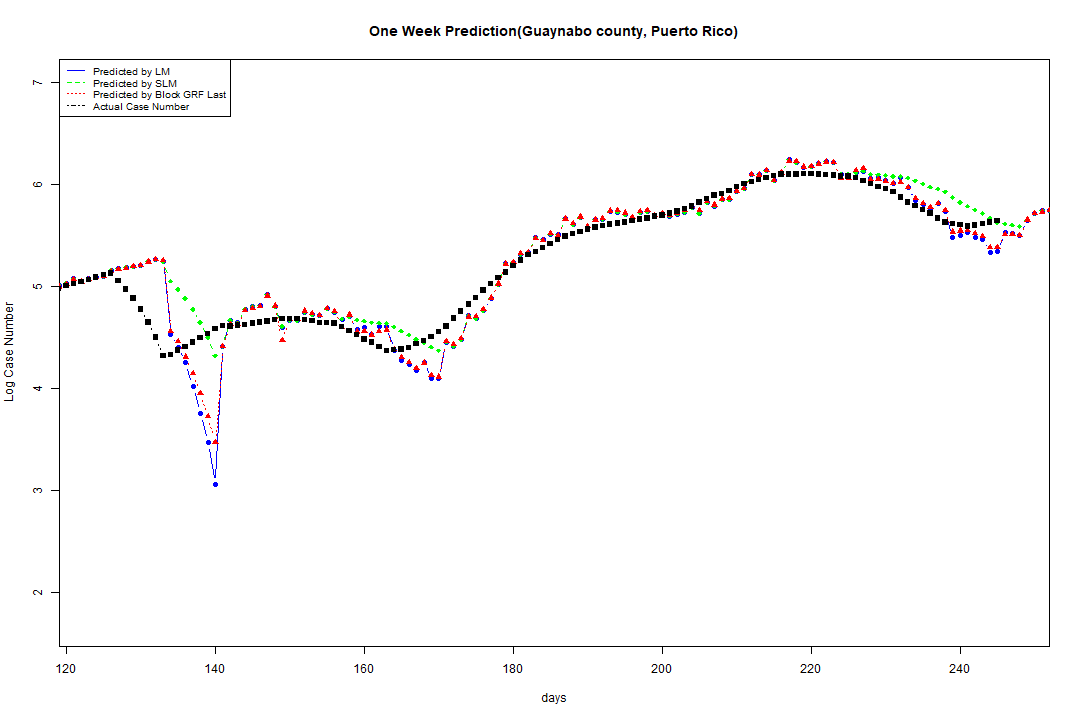 One Week Prediction(Guaynabo county, Puerto Rico)
Predicted by LM
Predicted by SLM
Predicted by Block GRF Last
Actual Case Number
7
6
5
4
3
2
Log Case Number
120 140 160 180 200 220 240
days